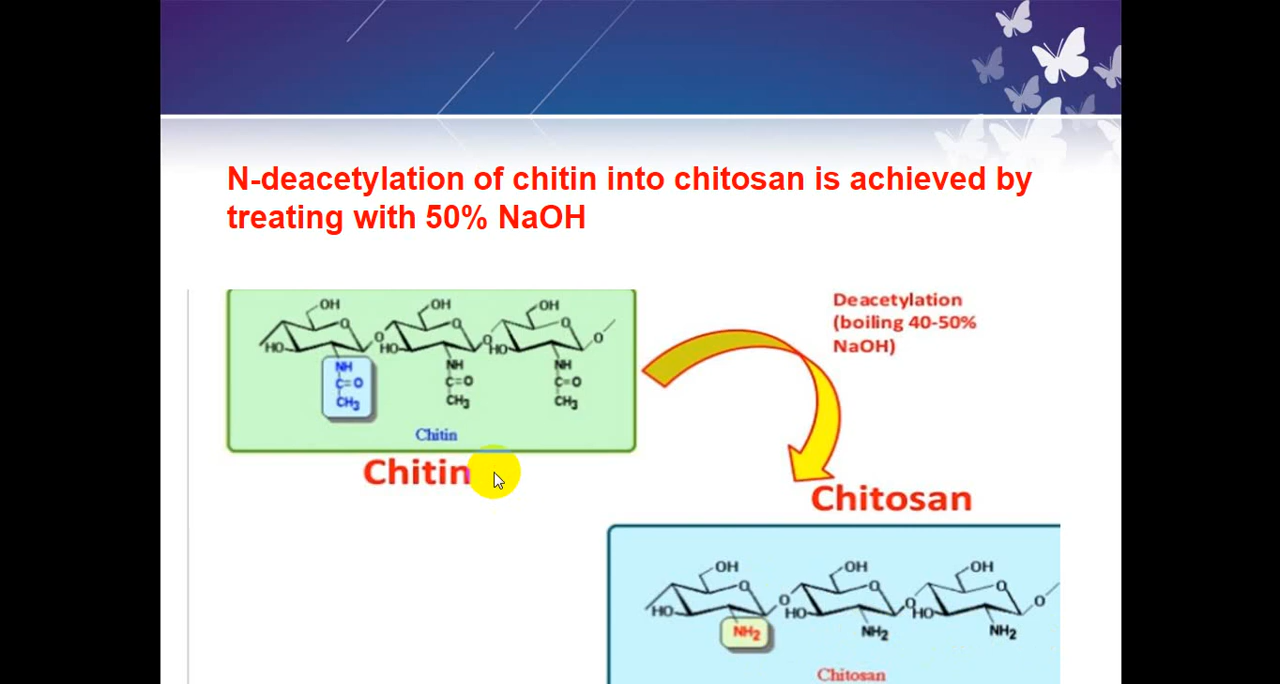 N-deacetylation of chitin into chitosan is achieved by
treating with 50% NaOH
Deacetylation
(boiling 40-50%
NaOH)
OH OH OH
O O O
O O O
HO HO HO
NH NH NH
C=O C=O C=O
CH3 CH3 CH3
Chitin
Chitin
Chitosan
OH OH OH
O O O
O O O
HO HO HO
NH2 NH2 NH2
Chitosan